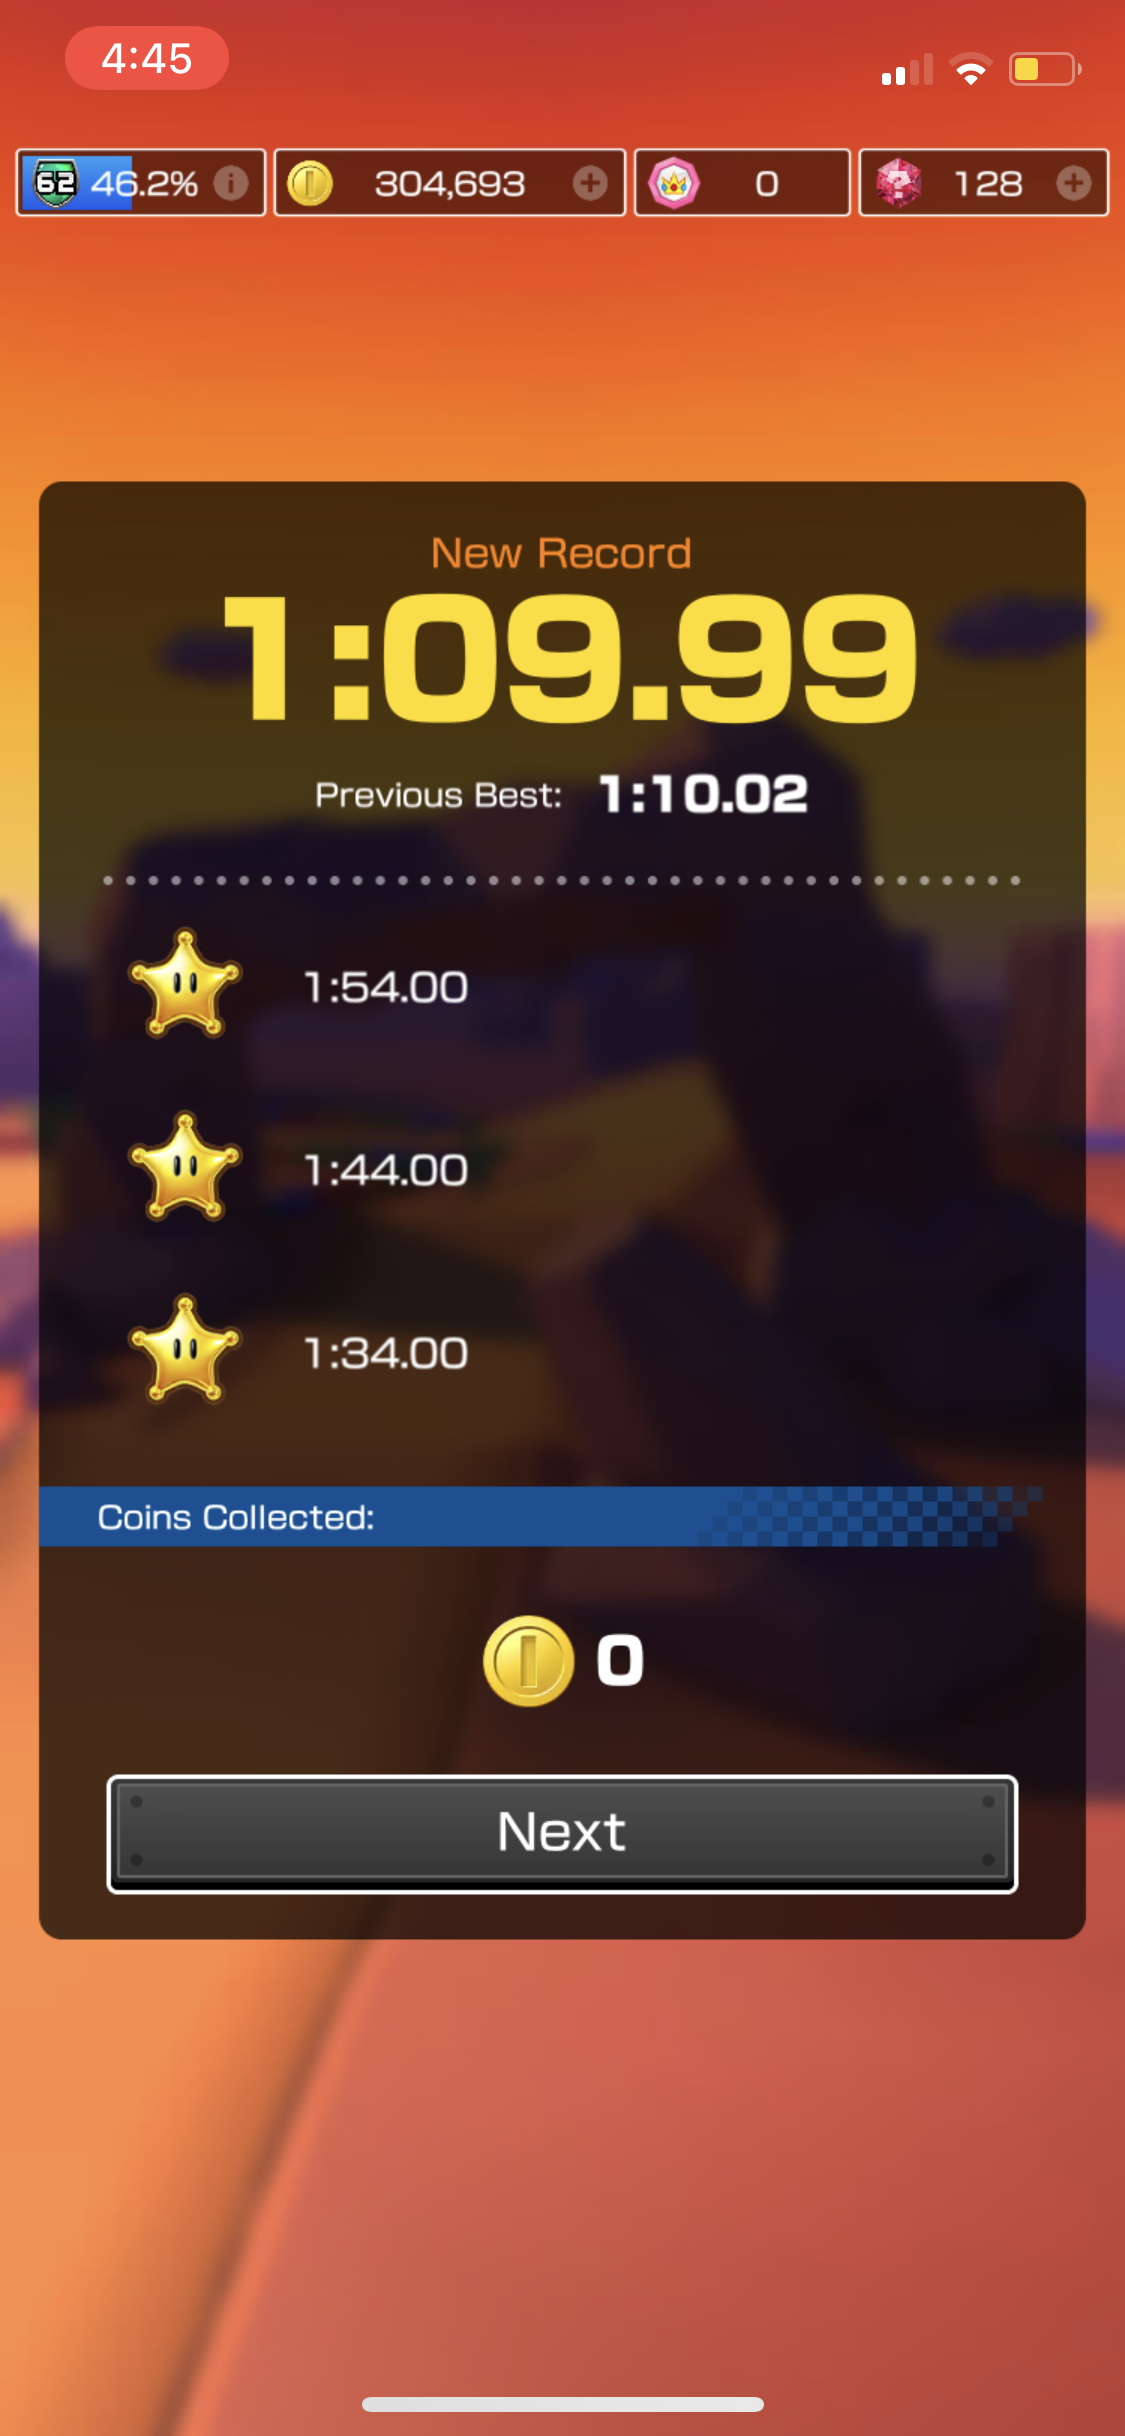 4:45
62 46.2% i 304,693 + 0 ? 128 +
New Record
1:09.99
Previous Best: 1:10.02
1:54.00
1:44.00
1:34.00
Coins Collected:
0
Next